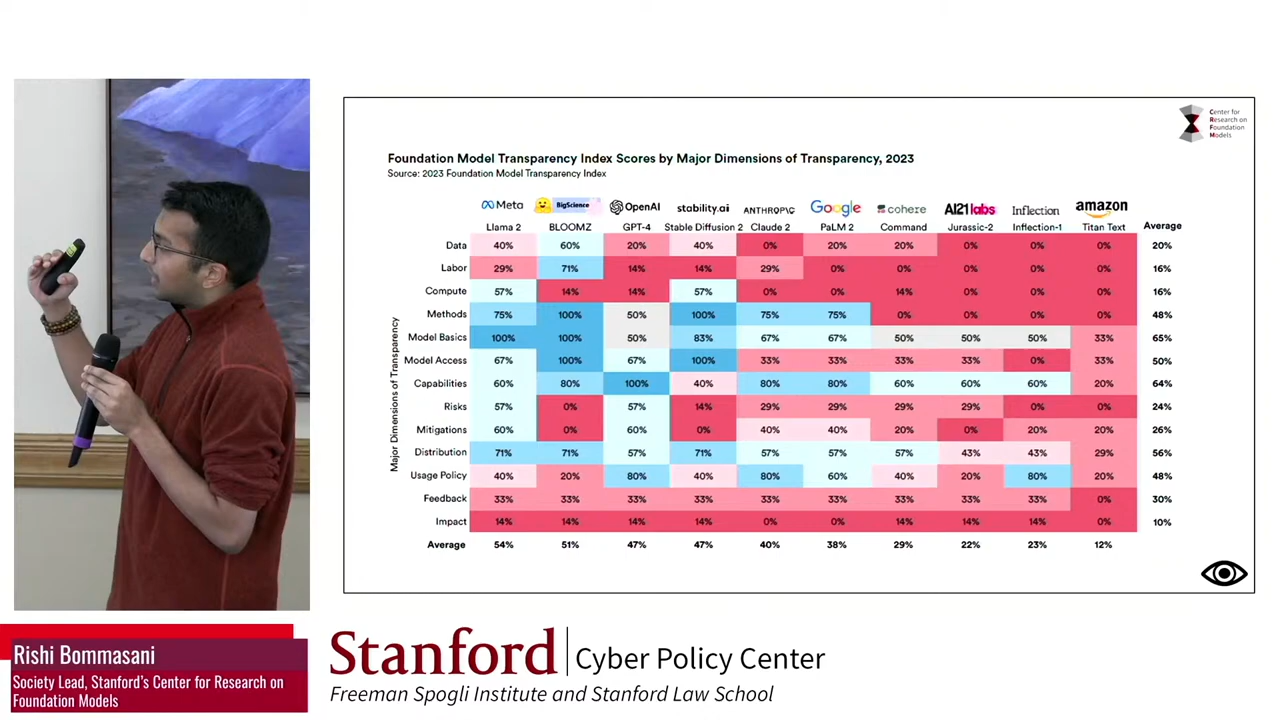 Center for
Research on
Foundation
Models
Foundation Model Transparency Index Scores by Major Dimensions of Transparency, 2023
Source: 2023 Foundation Model Transparency Index
Meta BigScience OpenAI stability.ai ANTHROP\C Google cohere AI21 labs Inflection amazon
Llama 2 BLOOMZ GPT-4 Stable Diffusion 2 Claude 2 PaLM 2 Command Jurassic-2 Inflection-1 Titan Text Average
Major Dimensions of Transparency
Data 40% 60% 20% 40% 0% 20% 20% 0% 0% 0% 20%
Labor 29% 71% 14% 14% 29% 0% 0% 0% 0% 0% 16%
Compute 57% 14% 14% 57% 0% 0% 14% 0% 0% 0% 16%
Methods 75% 100% 50% 100% 75% 75% 0% 0% 0% 0% 48%
Model Basics 100% 100% 50% 83% 67% 67% 50% 50% 50% 33% 65%
Model Access 67% 100% 67% 100% 33% 33% 33% 33% 0% 33% 50%
Capabilities 60% 80% 100% 40% 80% 80% 60% 60% 60% 20% 64%
Risks 57% 0% 57% 14% 29% 29% 29% 29% 0% 0% 24%
Mitigations 60% 0% 60% 0% 40% 40% 20% 0% 20% 20% 26%
Distribution 71% 71% 57% 71% 57% 57% 57% 43% 43% 29% 56%
Usage Policy 40% 20% 80% 40% 80% 60% 40% 20% 80% 20% 48%
Feedback 33% 33% 33% 33% 33% 33% 33% 33% 33% 0% 30%
Impact 14% 14% 14% 14% 0% 0% 14% 14% 14% 0% 10%
Average 54% 51% 47% 47% 40% 38% 29% 22% 23% 12%
Rishi Bommasani
Society Lead, Stanford's Center for Research on
Foundation Models
Stanford Cyber Policy Center
Freeman Spogli Institute and Stanford Law School